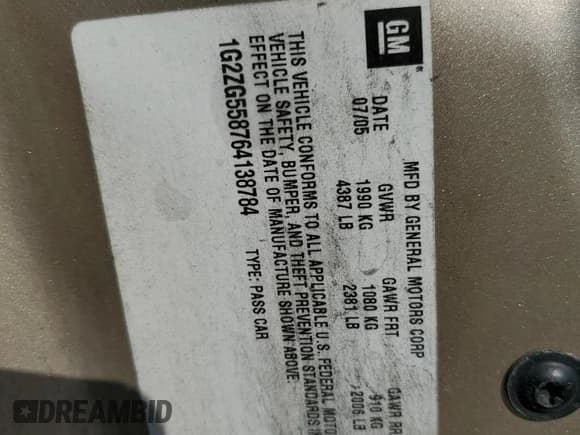 GM
MFD BY GENERAL MOTORS CORP
DATE GVWR GAWR FRT GAWR RR
07/05 1990 KG 1080 KG 910 KG
4387 LB 2381 LB 2006 LB
THIS VEHICLE CONFORMS TO ALL APPLICABLE U.S. FEDERAL MOTO
VEHICLE SAFETY, BUMPER, AND THEFT PREVENTION STANDARDS IN
EFFECT ON THE DATE OF MANUFACTURE SHOWN ABOVE.
1G2ZG558764138784 TYPE: PASS CAR
DREAMBID